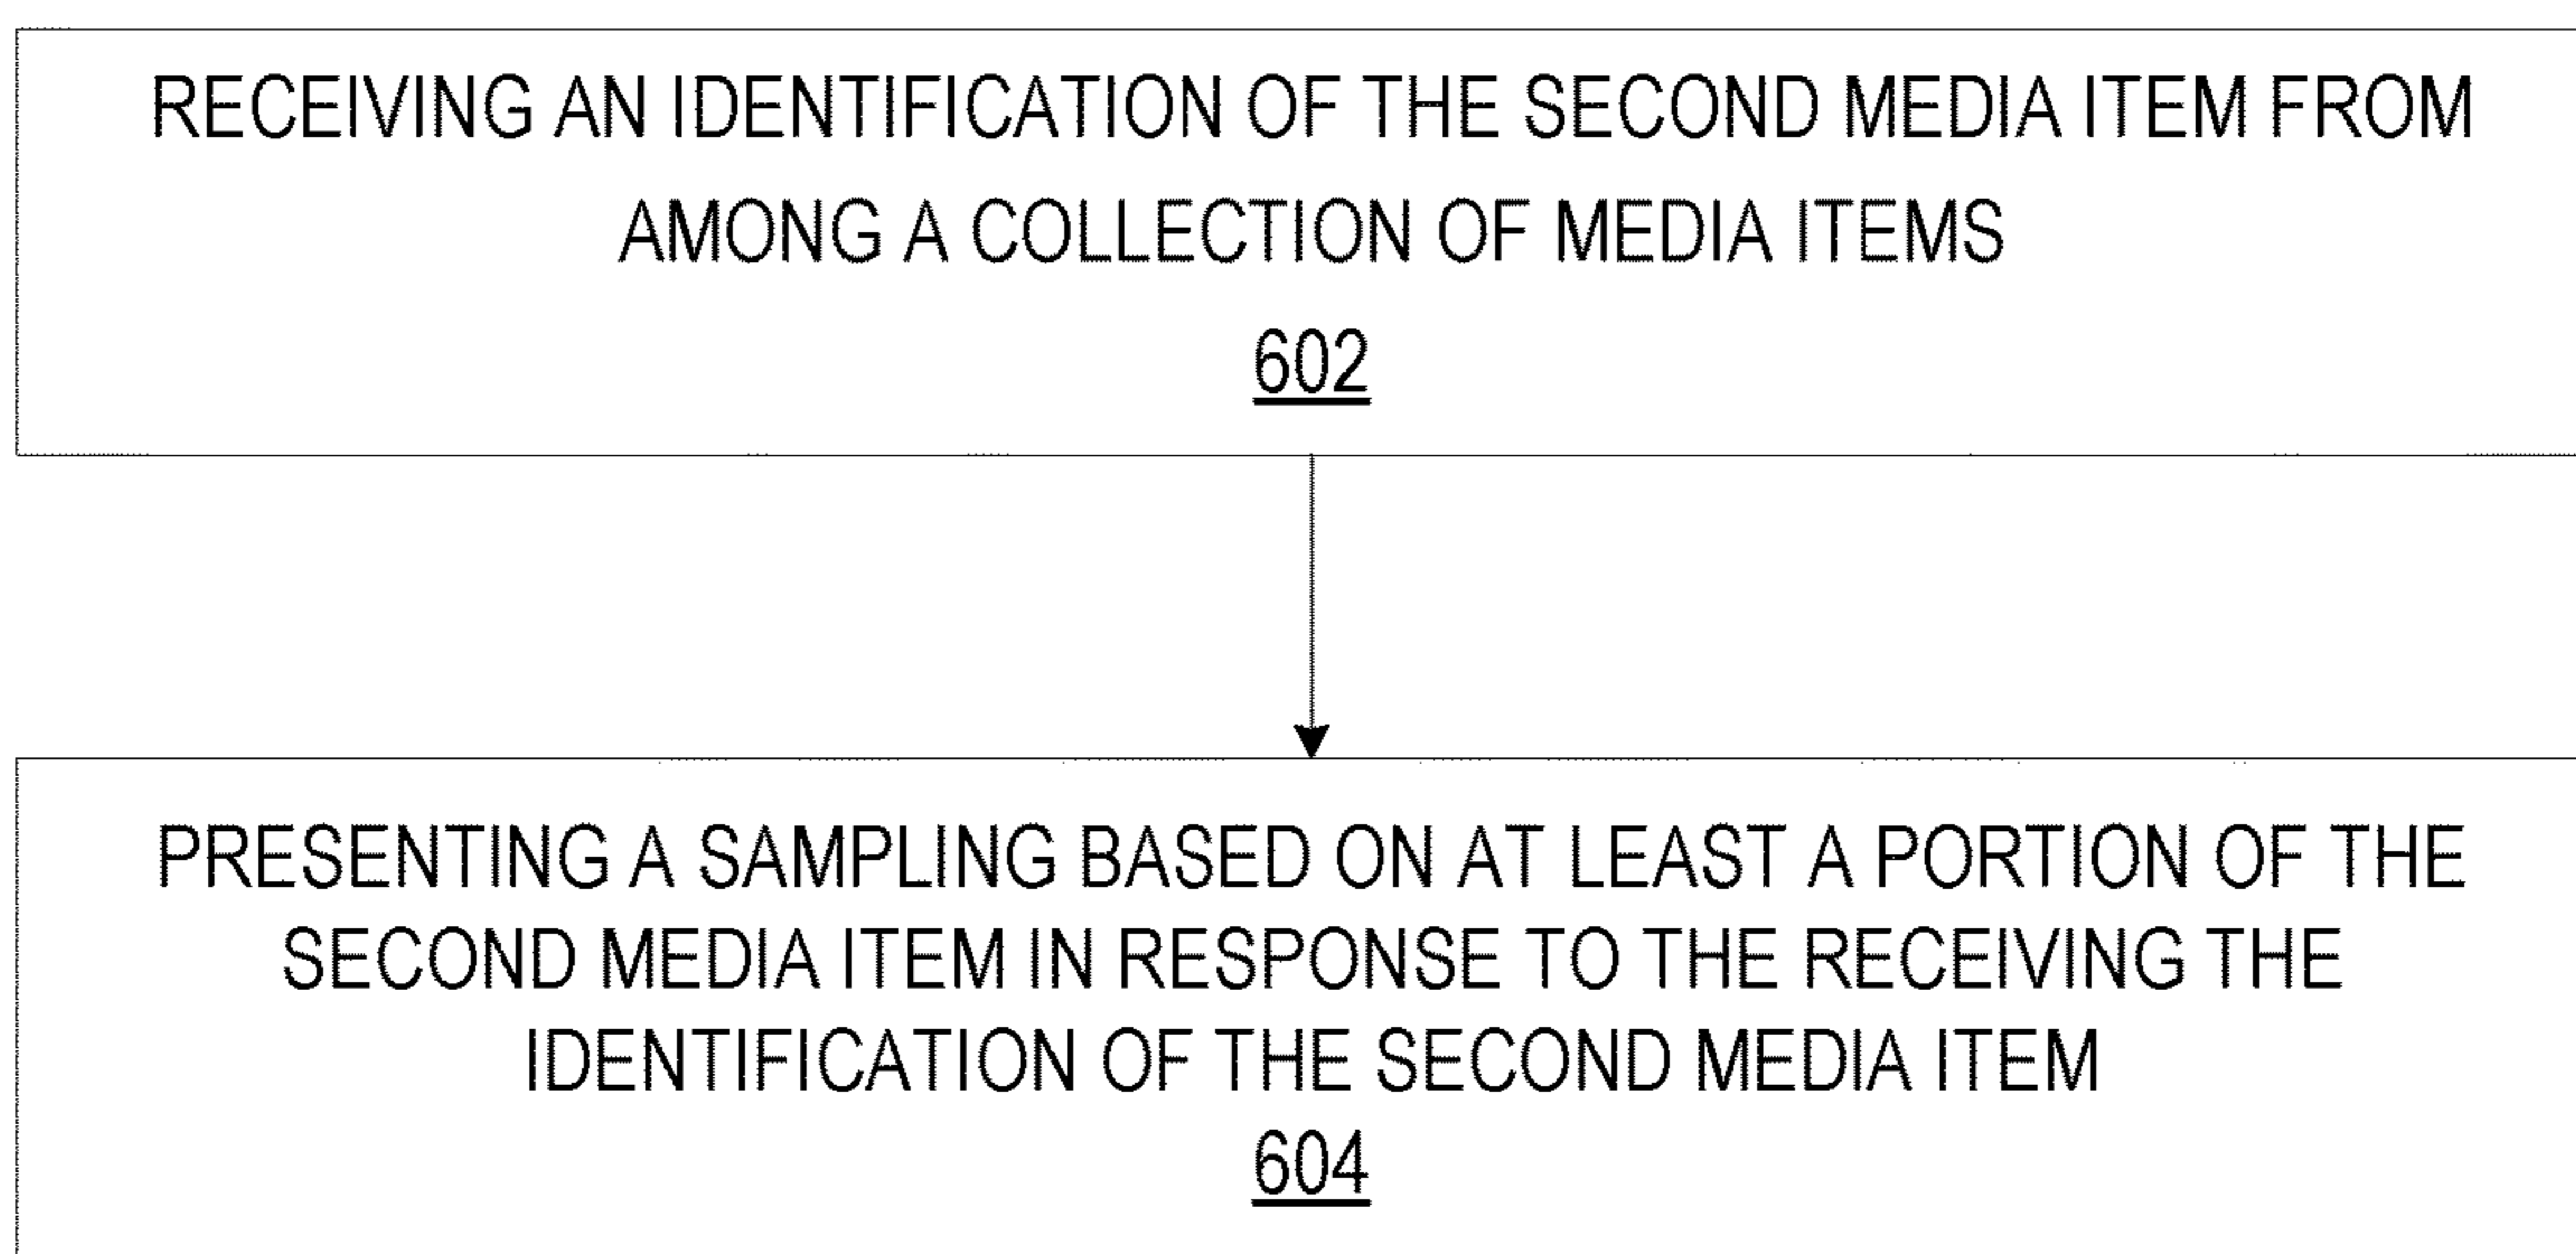 RECEIVING AN IDENTIFICATION OF THE SECOND MEDIA ITEM FROM
AMONG A COLLECTION OF MEDIA ITEMS
602
PRESENTING A SAMPLING BASED ON AT LEAST A PORTION OF THE
SECOND MEDIA ITEM IN RESPONSE TO THE RECEIVING THE
IDENTIFICATION OF THE SECOND MEDIA ITEM
604